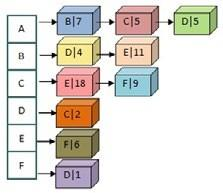 A B|7 C|5 D|5
B D|4 E|11
C E|18 F|9
D C|2
E F|6
F D|1